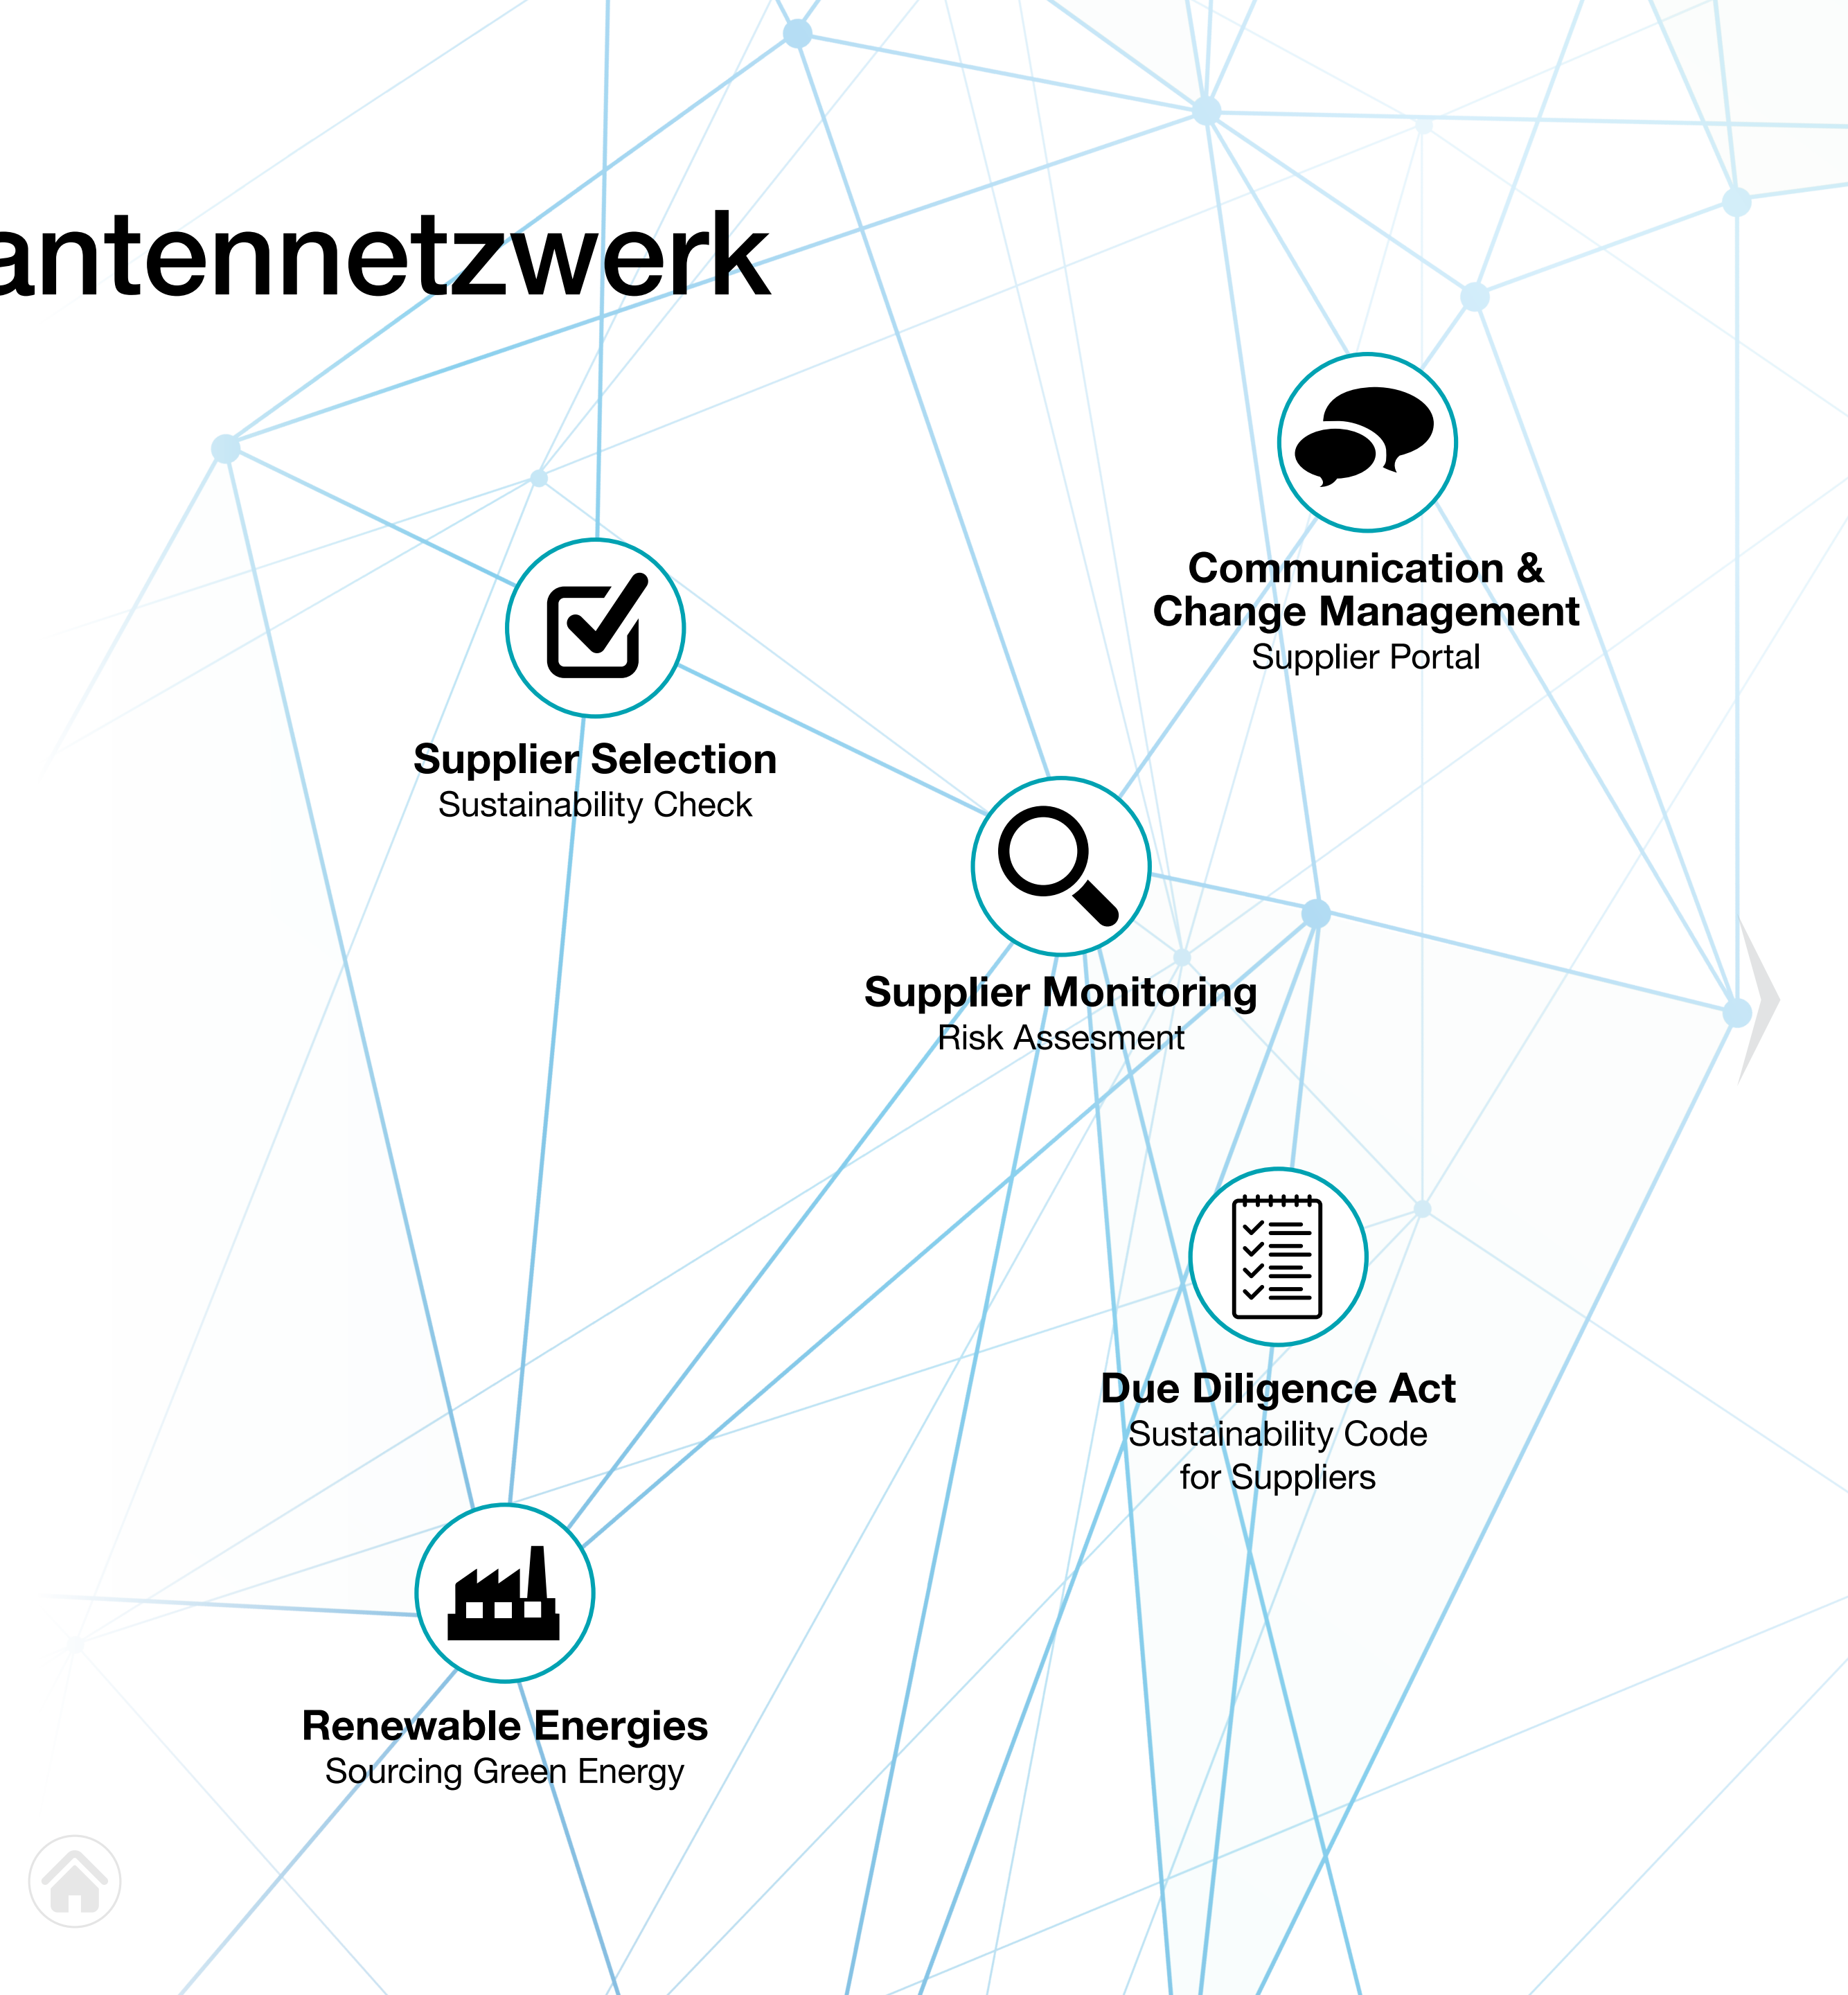 antennetzwerk
Communication &
Change Management
Supplier Portal
Supplier Selection
Sustainability Check
Supplier Monitoring
Risk Assesment
Due Diligence Act
Sustainability Code
for Suppliers
Renewable Energies
Sourcing Green Energy